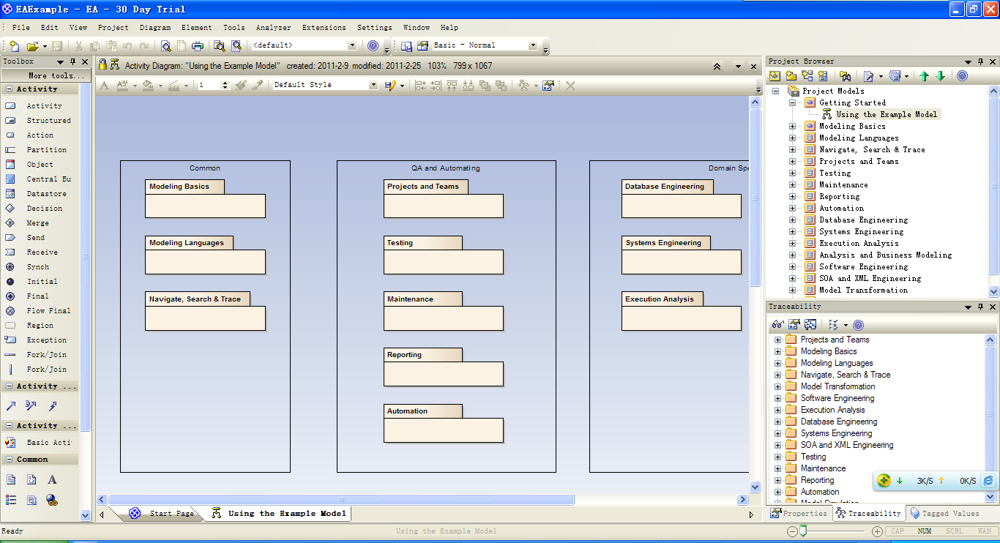 EAExample - EA - 30 Day Trial
File Edit View Project Diagram Element Tools Analyzer Extensions Settings Window Help
<default>
Basic - Normal
Toolbox
More tools...
Activity
Activity
Structured
Action
Partition
Object
Central Bu
Datastore
Decision
Merge
Send
Receive
Synch
Initial
Final
Flow Final
Region
Exception
Fork/Join
Fork/Join
Activity ...
Activity ...
Basic Acti
Common
Activity Diagram: "Using the Example Model" created: 2011-2-9 modified: 2011-2-25 103% 799 x 1067
1
Default Style
Common
Modeling Basics
Modeling Languages
Navigate, Search & Trace
QA and Automating
Projects and Teams
Testing
Maintenance
Reporting
Automation
Domain Spe
Database Engineering
Systems Engineering
Execution Analysis
Start Page
Using the Example Model
Project Browser
Project Models
Getting Started
Using the Example Model
Modeling Basics
Modeling Languages
Navigate, Search & Trace
Projects and Teams
Testing
Maintenance
Reporting
Automation
Database Engineering
Systems Engineering
Execution Analysis
Analysis and Business Modeling
Software Engineering
SOA and XML Engineering
Model Transformation
Traceability
Projects and Teams
Modeling Basics
Modeling Languages
Navigate, Search & Trace
Model Transformation
Software Engineering
Execution Analysis
Database Engineering
Systems Engineering
SOA and XML Engineering
Testing
Maintenance
Reporting
Automation
Model Simulation
3K/S 0K/S
Properties Traceability Tagged Values
Ready
Using the Example Model
CAP NUM SCRL WAN